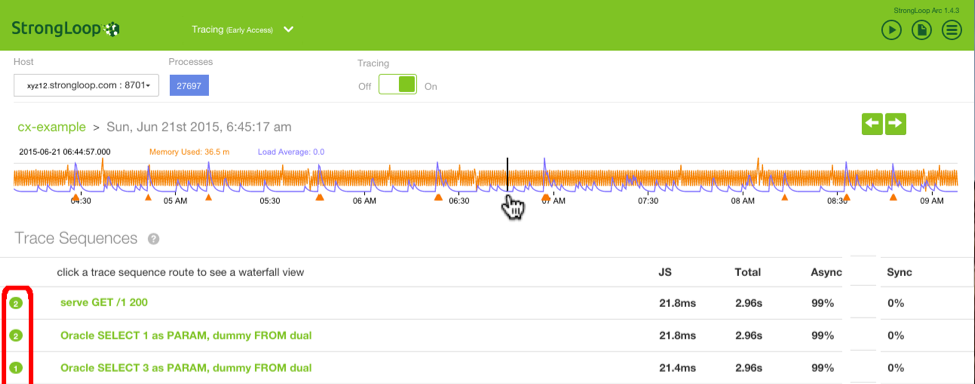 StrongLoop Arc 1.4.3
StrongLoop
Tracing (Early Access)
Host
Processes
Tracing
xyz12.strongloop.com : 8701
27697
Off
On
cx-example > Sun, Jun 21st 2015, 6:45:17 am
2015-06-21 06:44:57.000 Memory Used: 36.5 m Load Average: 0.0
04:30 05 AM 05:30 06 AM 06:30 07 AM 07:30 08 AM 08:30 09 AM
Trace Sequences ?
click a trace sequence route to see a waterfall view JS Total Async Sync
2 serve GET /1 200 21.8ms 2.96s 99% 0%
2 Oracle SELECT 1 as PARAM, dummy FROM dual 21.8ms 2.96s 99% 0%
1 Oracle SELECT 3 as PARAM, dummy FROM dual 21.4ms 2.96s 99% 0%